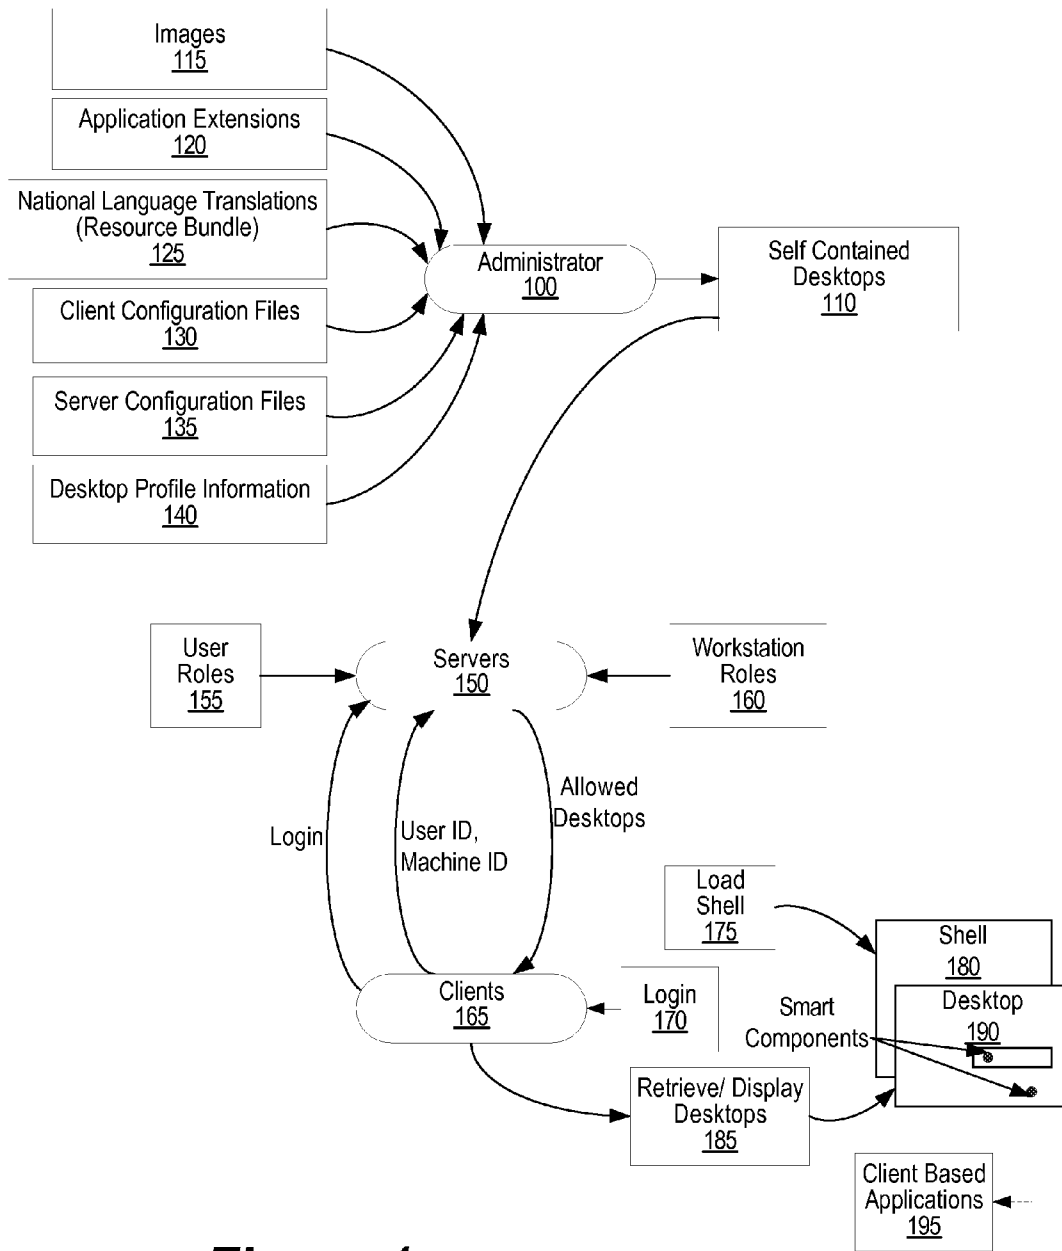 Images
115
Application Extensions
120
National Language Translations
(Resource Bundle)
125
Client Configuration Files
130
Server Configuration Files
135
Desktop Profile Information
140
Administrator
100
Self Contained
Desktops
110
User
Roles
155
Servers
150
Workstation
Roles
160
Login
User ID,
Machine ID
Allowed
Desktops
Load
Shell
175
Shell
180
Clients
165
Login
170
Smart
Components
Desktop
190
Retrieve/ Display
Desktops
185
Client Based
Applications
195